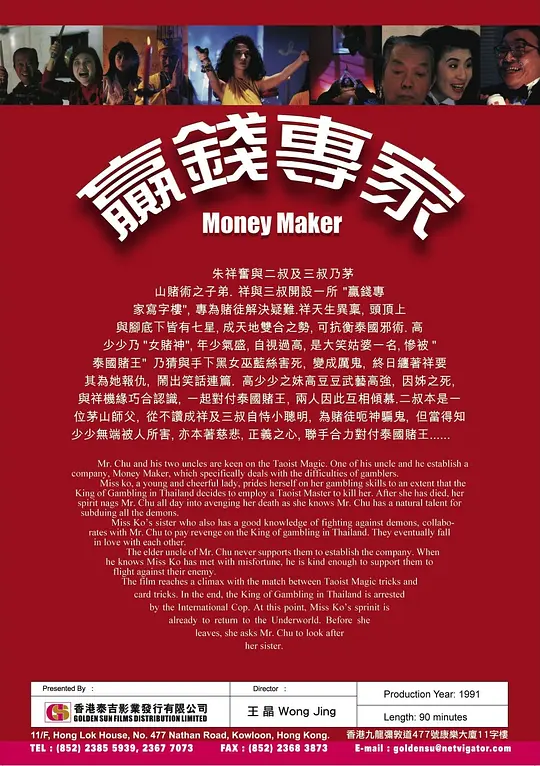 贏錢專家
Money Maker
朱祥奮與二叔及三叔乃茅
山賭術之子弟. 祥與三叔開設一所 "贏錢專
家寫字樓", 專為賭徒解決疑難.祥天生異稟, 頭頂上
與腳底下皆有七星, 成天地雙合之勢, 可抗衡泰國邪術. 高
少少乃 "女賭神", 年少氣盛, 自視過高, 是大笑姑婆一名, 慘被 "
泰國賭王" 乃猜與手下黑女巫藍絲害死, 變成厲鬼, 終日纏著祥要
其為她報仇, 鬧出笑話連篇. 高少少之妹高豆豆武藝高強, 因姊之死,
與祥機緣巧合認識, 一起對付泰國賭王, 兩人因此互相傾慕.二叔本是一
位茅山師父, 從不讚成祥及三叔自恃小聰明, 為賭徒呃神騙鬼, 但當得知
少少無端被人所害, 亦本著慈悲, 正義之心, 聯手合力對付泰國賭王......
Mr. Chu and his two uncles are keen on the Taoist Magic. One of his uncle and he establish a
company, Money Maker, which specifically deals with the difficulties of gamblers.
Miss ko, a young and cheerful lady, prides herself on her gambling skills to an extent that the
King of Gambling in Thailand decides to employ a Taoist Master to kill her. After she has died, her
spirit nags Mr. Chu all day into avenging her death as she knows Mr. Chu has a natural talent for
subduing all the demons.
Miss Ko's sister who also has a good knowledge of fighting against demons, collabo-
rates with Mr. Chu to pay revenge on the King of gambling in Thailand. They eventually fall
in love with each other.
The elder uncle of Mr. Chu never supports them to establish the company. When
he knows Miss Ko has met with misfortune, he is kind enough to support them to
flight against their enemy.
The film reaches a climax with the match between Taoist Magic tricks and
card tricks. In the end, the King of Gambling in Thailand is arrested
by the International Cop. At this point, Miss Ko's sprinit is
already to return to the Underworld. Before she
leaves, she asks Mr. Chu to look after
her sister.
Presented By :
GS 香港泰吉影業發行有限公司
GOLDEN SUN FILMS DISTRIBUTION LIMITED
Director :
王 晶 Wong Jing
Production Year: 1991
Length: 90 minutes
11/F, Hong Lok House, No. 477 Nathan Road, Kowloon, Hong Kong. 香港九龍彌敦道477號康樂大廈11字樓
TEL : (852) 2385 5939, 2367 7073 FAX : (852) 2368 3873 E-mail : goldensu@netvigator.com